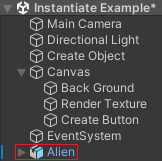 Instantiate Example*
Main Camera
Directional Light
Create Object
Canvas
Back Ground
Render Texture
Create Button
EventSystem
Alien